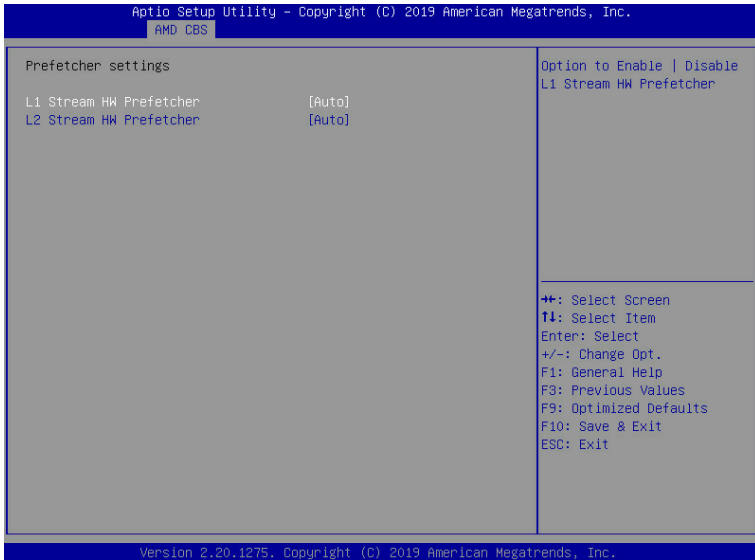 Aptio Setup Utility – Copyright (C) 2019 American Megatrends, Inc.
AMD CBS
Prefetcher settings
L1 Stream HW Prefetcher [Auto]
L2 Stream HW Prefetcher [Auto]
Option to Enable | Disable
L1 Stream HW Prefetcher
→←: Select Screen
↑↓: Select Item
Enter: Select
+/-: Change Opt.
F1: General Help
F3: Previous Values
F9: Optimized Defaults
F10: Save & Exit
ESC: Exit
Version 2.20.1275. Copyright (C) 2019 American Megatrends, Inc.